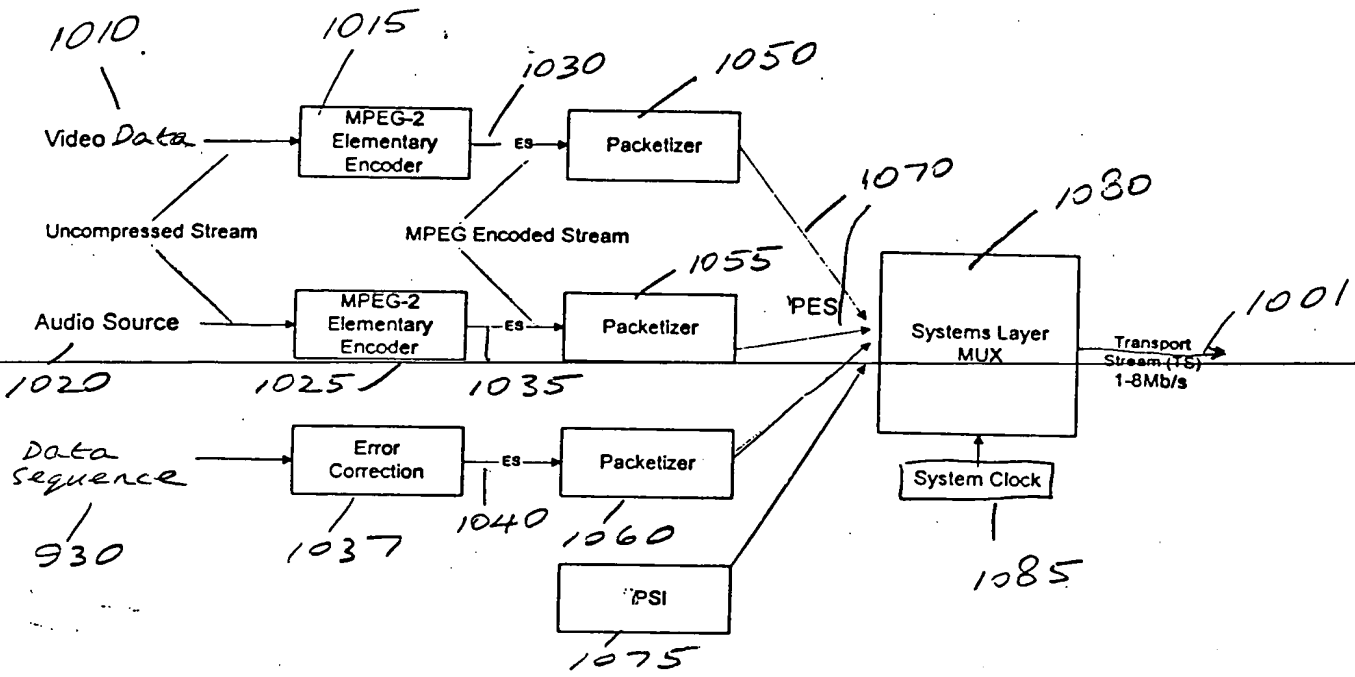 1010
1015
1030
1050
Video Data
MPEG-2
Elementary
Encoder
ES
Packetizer
1070
1080
Uncompressed Stream
MPEG Encoded Stream
1055
PES
1001
Audio Source
MPEG-2
Elementary
Encoder
ES
Packetizer
Systems Layer
MUX
Transport
Stream (TS)
1-8Mb/s
1020
1025
1035
Data
Sequence
Error
Correction
ES
Packetizer
System Clock
930
1037
1040
1060
1085
PSI
1075